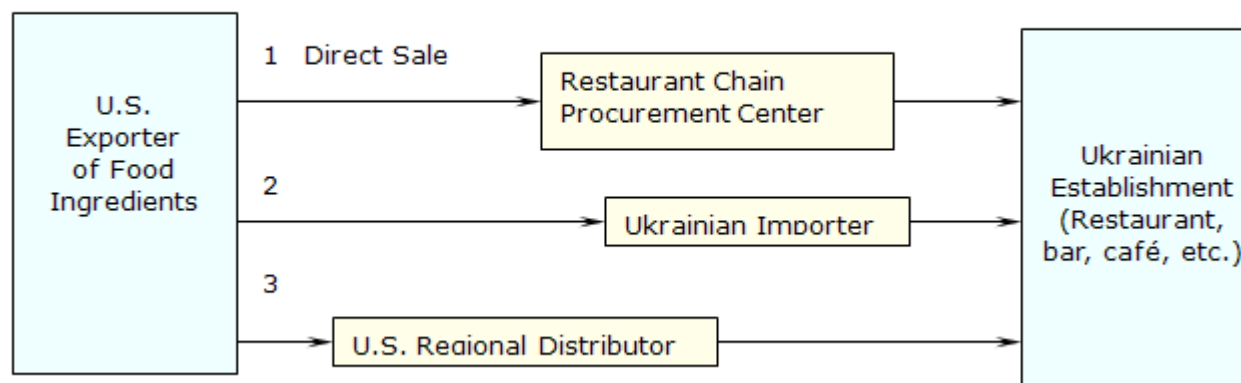 U.S.
Exporter
of Food
Ingredients
1 Direct Sale
Restaurant Chain
Procurement Center
2
Ukrainian Importer
3
U.S. Regional Distributor
Ukrainian
Establishment
(Restaurant,
bar, café, etc.)